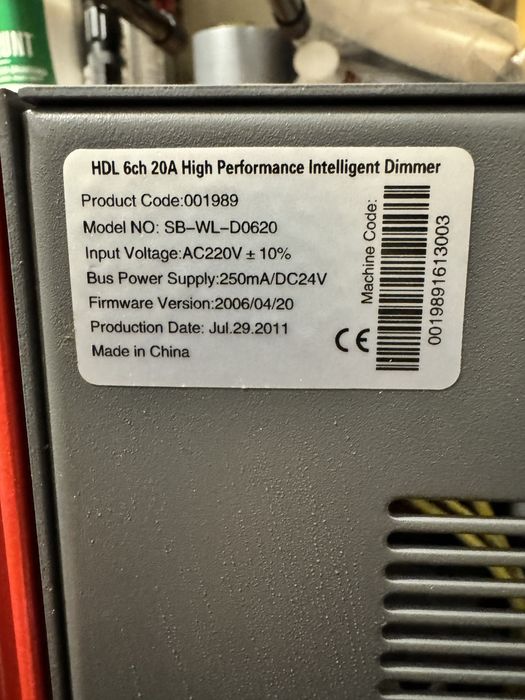 UNT
HDL 6ch 20A High Performance Intelligent Dimmer
Product Code:001989
Model NO: SB-WL-D0620
Input Voltage:AC220V ± 10%
Bus Power Supply:250mA/DC24V
Firmware Version:2006/04/20
Production Date: Jul.29.2011
Made in China
CE
Machine Code:
0019891613003